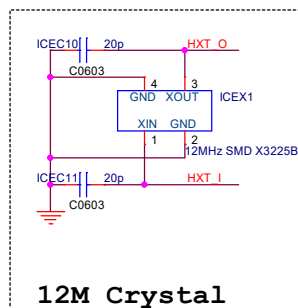 ICEC10 20p HXT_O
C0603
4 3
GND XOUT ICEX1
XIN GND
1 2
12MHz SMD X3225B
ICEC11 20p HXT_I
C0603
12M Crystal